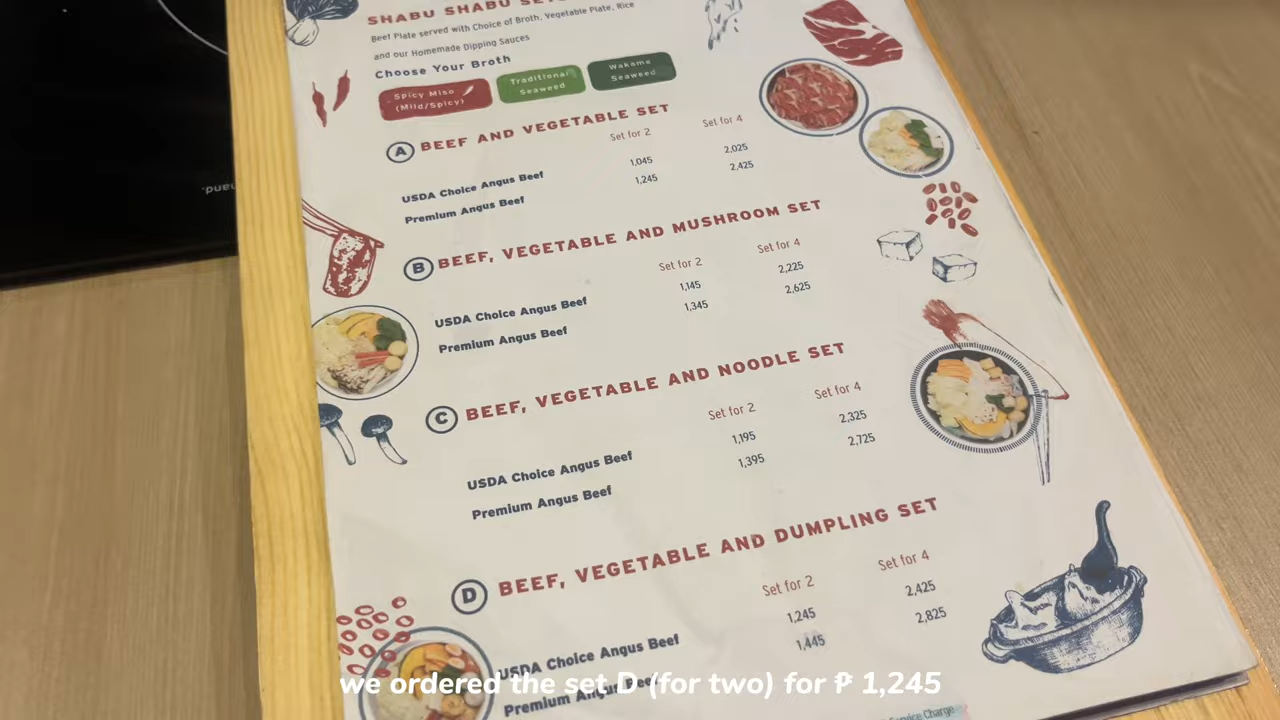 SHABU SHABU
Beef Plate served with Choice of Broth, Vegetable Plate, Rice
and our Homemade Dipping Sauces
Choose Your Broth
Spicy Miso
(Mild/Spicy)
Traditional
Seaweed
Wakame
Seaweed
A BEEF AND VEGETABLE SET
Set for 2 Set for 4
USDA Choice Angus Beef 1,045 2,025
Premium Angus Beef 1,245 2,425
B BEEF, VEGETABLE AND MUSHROOM SET
Set for 2 Set for 4
USDA Choice Angus Beef 1,145 2,225
Premium Angus Beef 1,345 2,625
C BEEF, VEGETABLE AND NOODLE SET
Set for 2 Set for 4
USDA Choice Angus Beef 1,195 2,325
Premium Angus Beef 1,395 2,725
D BEEF, VEGETABLE AND DUMPLING SET
Set for 2 Set for 4
USDA Choice Angus Beef 1,245 2,425
Premium Angus Beef 1,445 2,825
we ordered the set D (for two) for ₱ 1,245
Service Charge